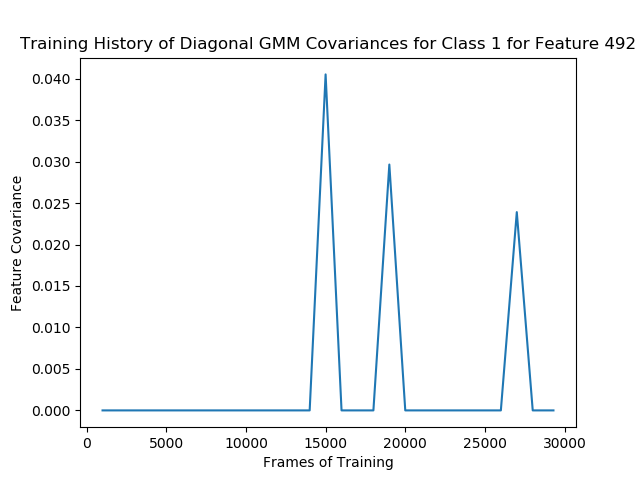 Training History of Diagonal GMM Covariances for Class 1 for Feature 492
0.040
0.035
0.030
0.025
0.020
0.015
0.010
0.005
0.000
Feature Covariance
0 5000 10000 15000 20000 25000 30000
Frames of Training